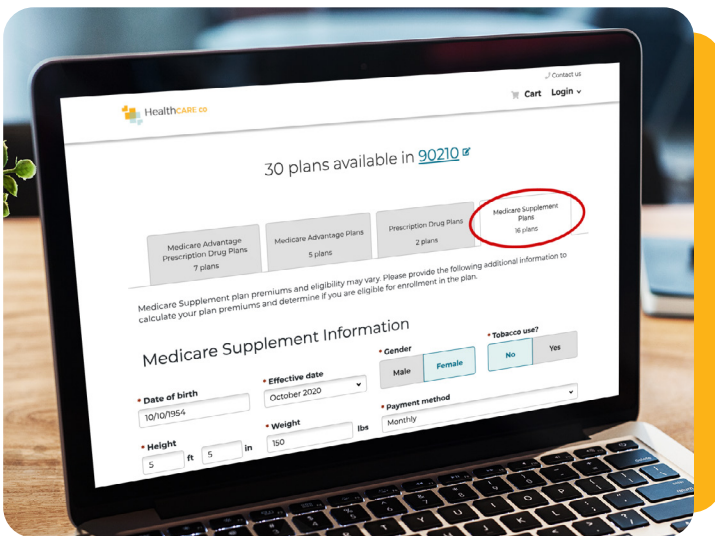 Contact us
HealthCARE co
Cart Login
30 plans available in 90210
Medicare Advantage
Prescription Drug Plans
7 plans
Medicare Advantage Plans
5 plans
Prescription Drug Plans
2 plans
Medicare Supplement
Plans
16 plans
Medicare Supplement plan premiums and eligibility may vary. Please provide the following additional information to
calculate your plan premiums and determine if you are eligible for enrollment in the plan.
Medicare Supplement Information
* Date of birth
10/10/1954
* Effective date
October 2020
* Gender
Male Female
* Tobacco use?
No Yes
* Height
5 ft 5 in
* Weight
150 lbs
* Payment method
Monthly